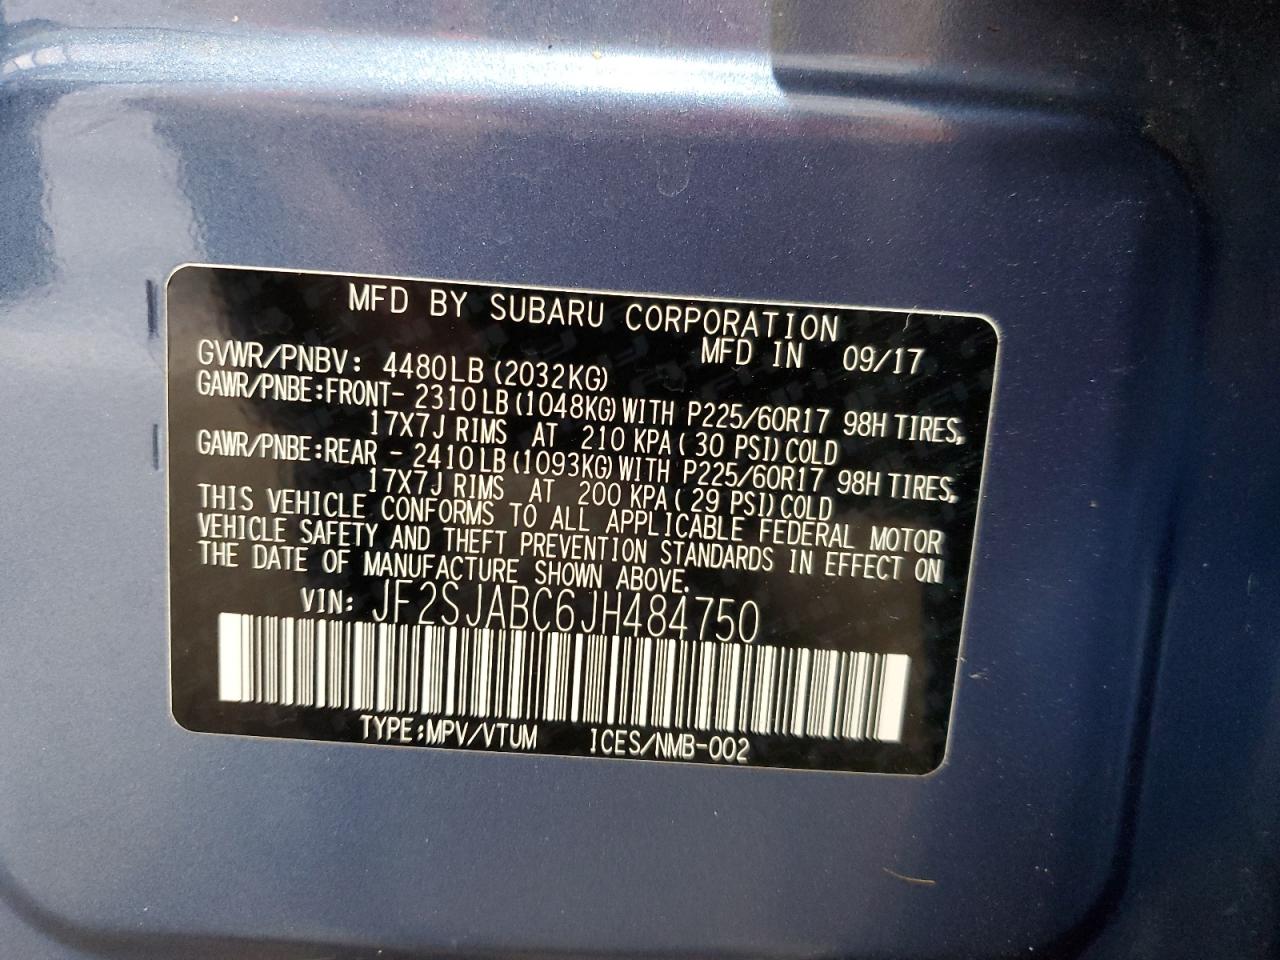 MFD BY SUBARU CORPORATION
MFD IN 09/17
GVWR/PNBV: 4480LB (2032KG)
GAWR/PNBE:FRONT- 2310LB(1048KG)WITH P225/60R17 98H TIRES,
17X7J RIMS AT 210 KPA( 30 PSI)COLD
GAWR/PNBE:REAR - 2410LB(1093KG)WITH P225/60R17 98H TIRES,
17X7J RIMS AT 200 KPA( 29 PSI)COLD
THIS VEHICLE CONFORMS TO ALL APPLICABLE FEDERAL MOTOR
VEHICLE SAFETY AND THEFT PREVENTION STANDARDS IN EFFECT ON
THE DATE OF MANUFACTURE SHOWN ABOVE.
VIN: JF2SJABC6JH484750
TYPE:MPV/VTUM ICES/NMB-002